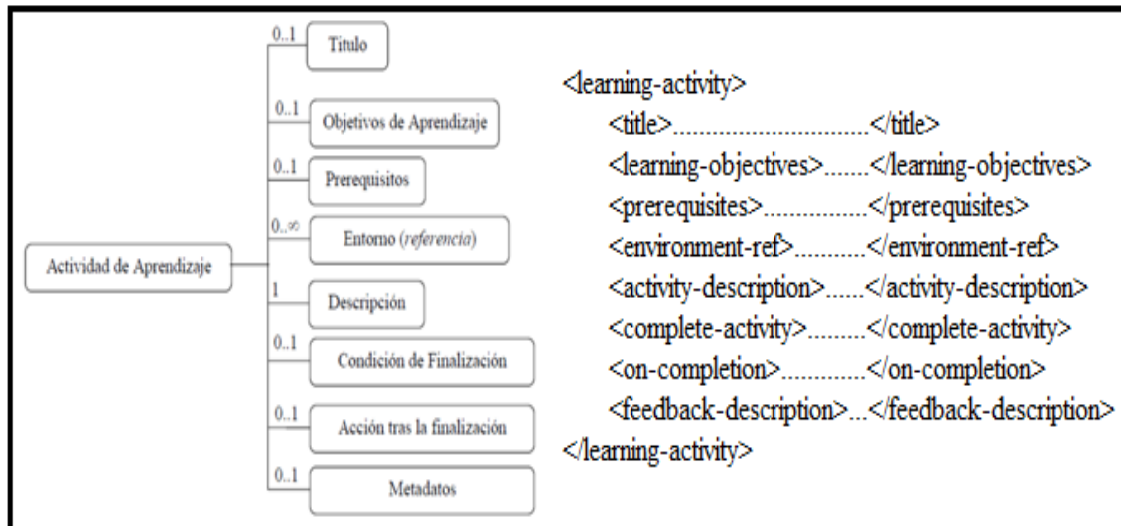 0..1
Titulo
0..1
Objetivos de Aprendizaje
0..1
Prerequisitos
0..∞
Entorno (referencia)
Actividad de Aprendizaje
1
Descripción
0..1
Condición de Finalización
0..1
Acción tras la finalización
0..1
Metadatos
<learning-activity>
<title>..............................</title>
<learning-objectives>.......</learning-objectives>
<prerequisites>................</prerequisites>
<environment-ref>...........</environment-ref>
<activity-description>......</activity-description>
<complete-activity>.........</complete-activity>
<on-completion>.............</on-completion>
<feedback-description>...</feedback-description>
</learning-activity>